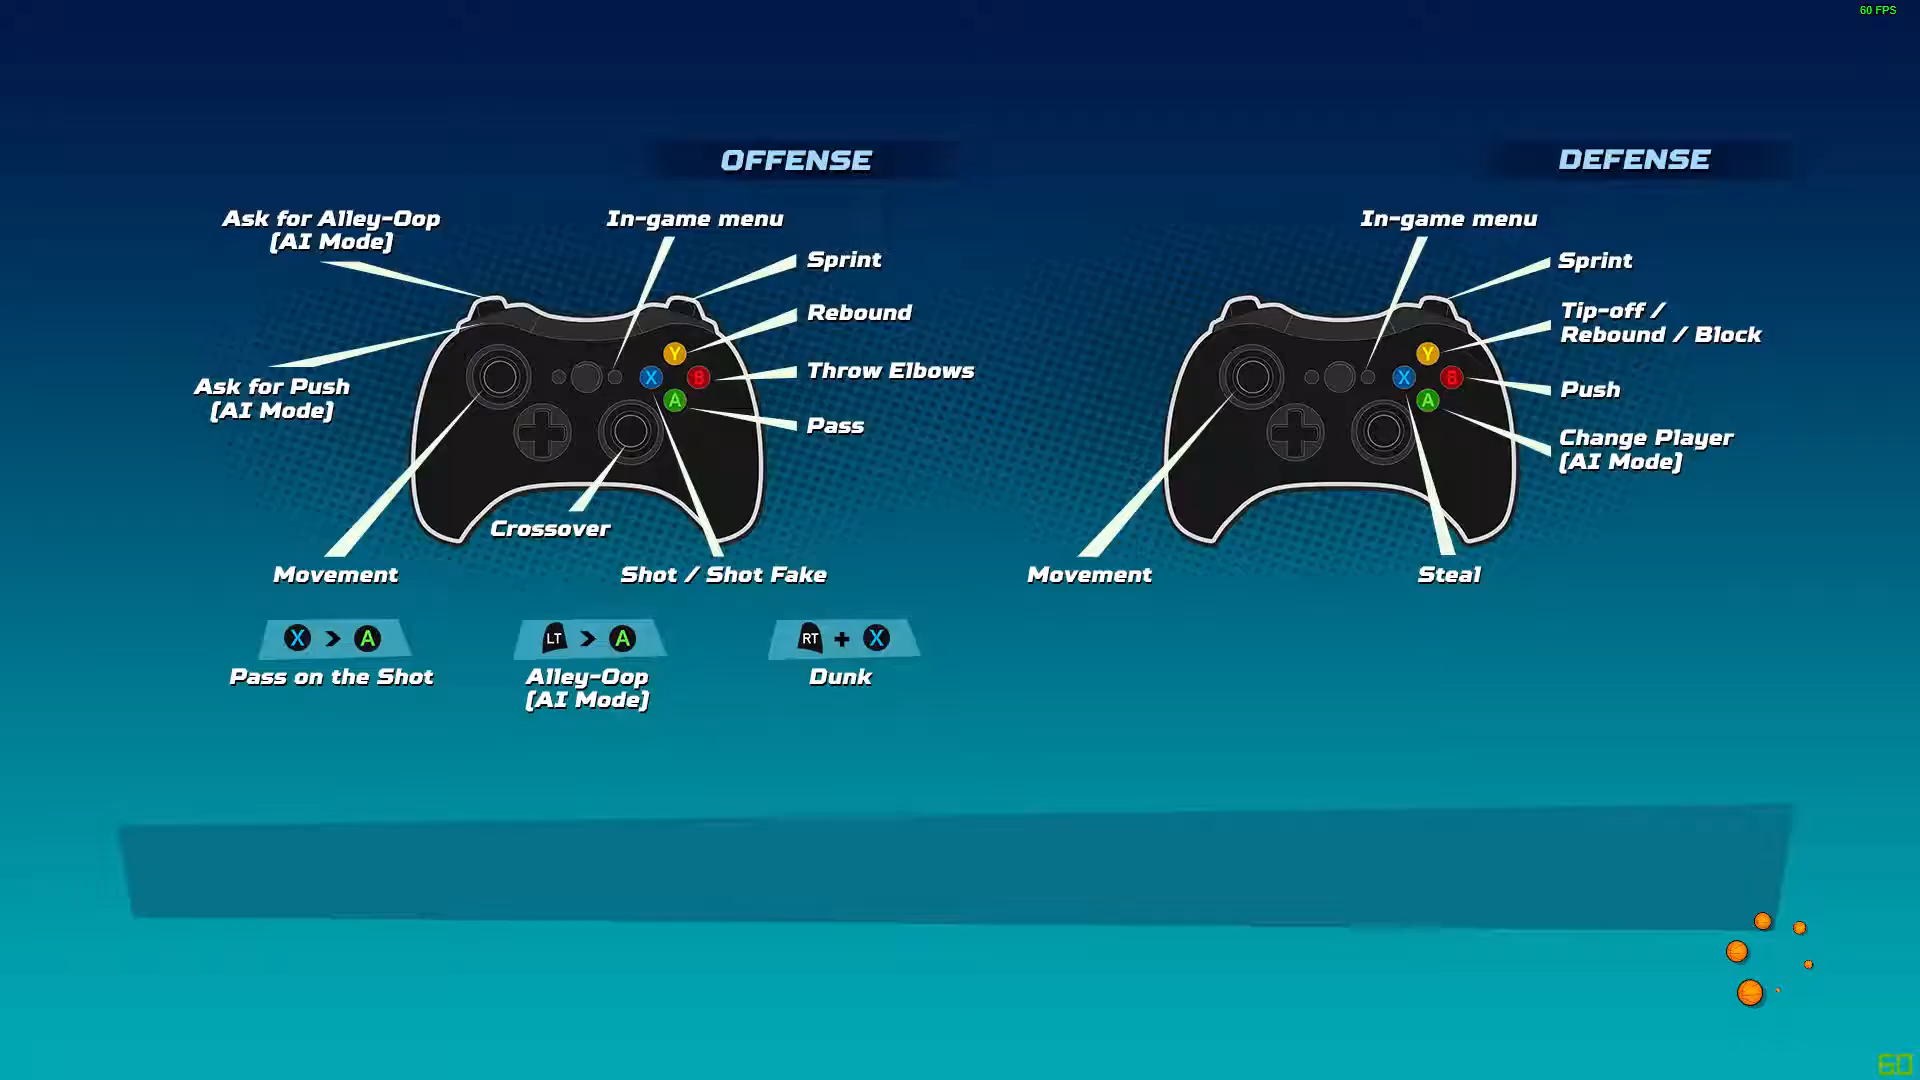 60 FPS
OFFENSE
DEFENSE
Ask for Alley-Oop
[AI Mode]
In-game menu
Sprint
Rebound
Throw Elbows
Pass
Ask for Push
[AI Mode]
Y
X
B
A
Crossover
Movement
Shot / Shot Fake
X > A
Pass on the Shot
LT > A
Alley-Oop
[AI Mode]
RT + X
Dunk
In-game menu
Sprint
Tip-off /
Rebound / Block
Push
Change Player
[AI Mode]
Y
X
B
A
Movement
Steal
60